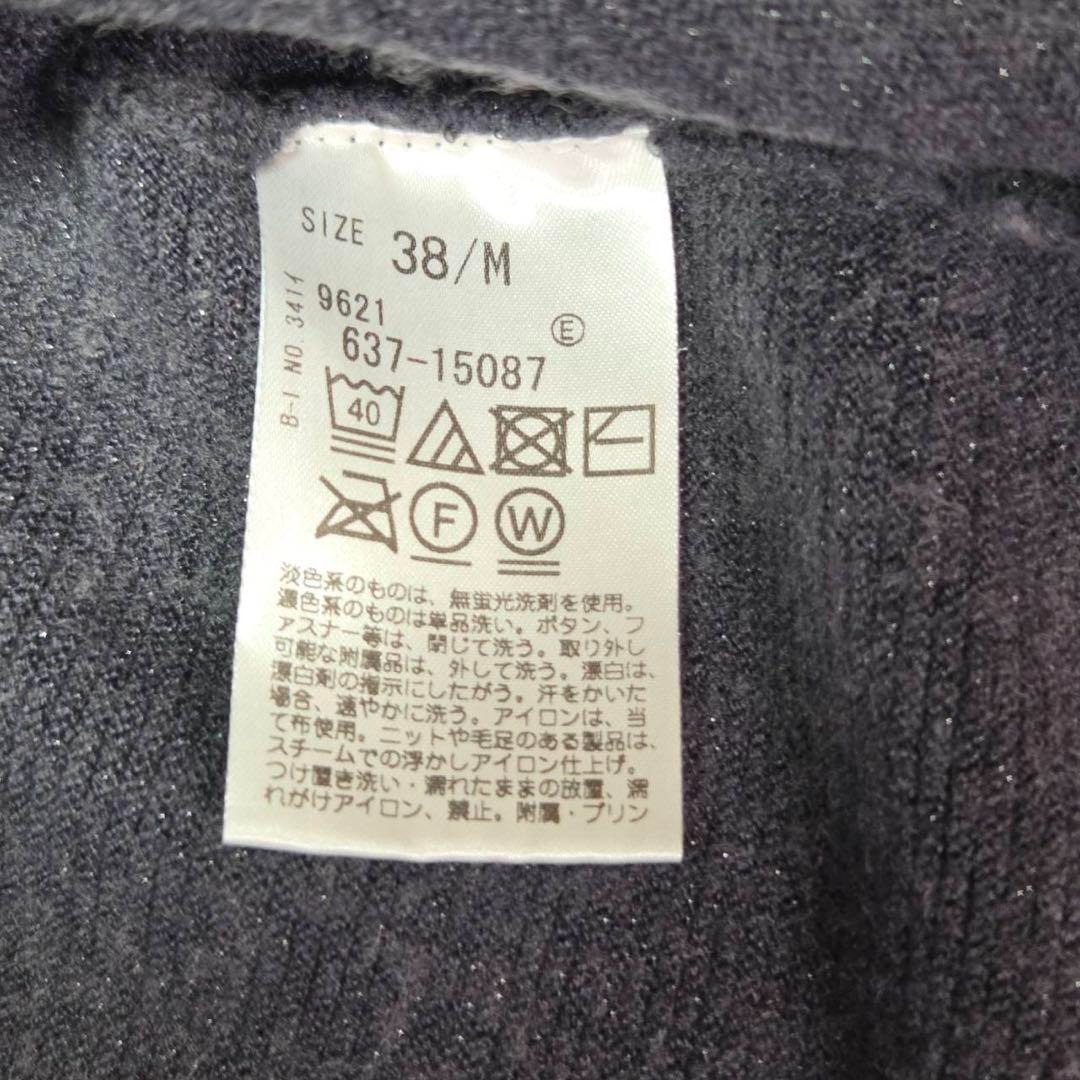 SIZE 38/M
9621
637-15087
Ⓔ
B-I NO.341イ
40
F
W
淡色系のものは、無蛍光洗剤を使用。
濃色系のものは単品洗い。ボタン、フ
ァスナー等は、閉じて洗う。取り外し
可能な附属品は、外して洗う。漂白は、
漂白剤の指示にしたがう。汗をかいた
場合、速やかに洗う。アイロンは、当
て布使用。ニットや毛足のある製品は、
スチームでの浮かしアイロン仕上げ。
つけ置き洗い・濡れたままの放置、濡
れがけアイロン、禁止。附属・プリン